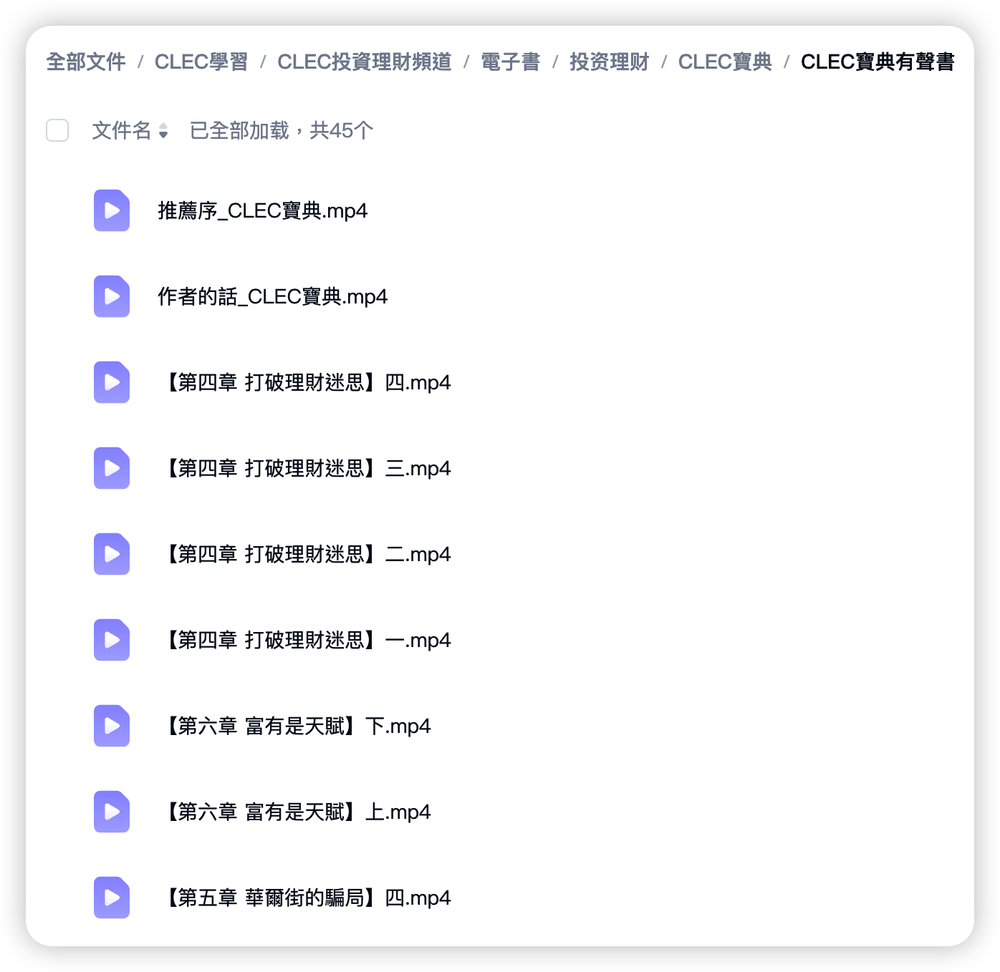 全部文件 / CLEC學習 / CLEC投資理財頻道 / 電子書 / 投资理财 / CLEC寶典 / CLEC寶典有聲書
文件名 已全部加载，共45个
推薦序_CLEC寶典.mp4
作者的話_CLEC寶典.mp4
【第四章 打破理財迷思】四.mp4
【第四章 打破理財迷思】三.mp4
【第四章 打破理財迷思】二.mp4
【第四章 打破理財迷思】一.mp4
【第六章 富有是天賦】下.mp4
【第六章 富有是天賦】上.mp4
【第五章 華爾街的騙局】四.mp4